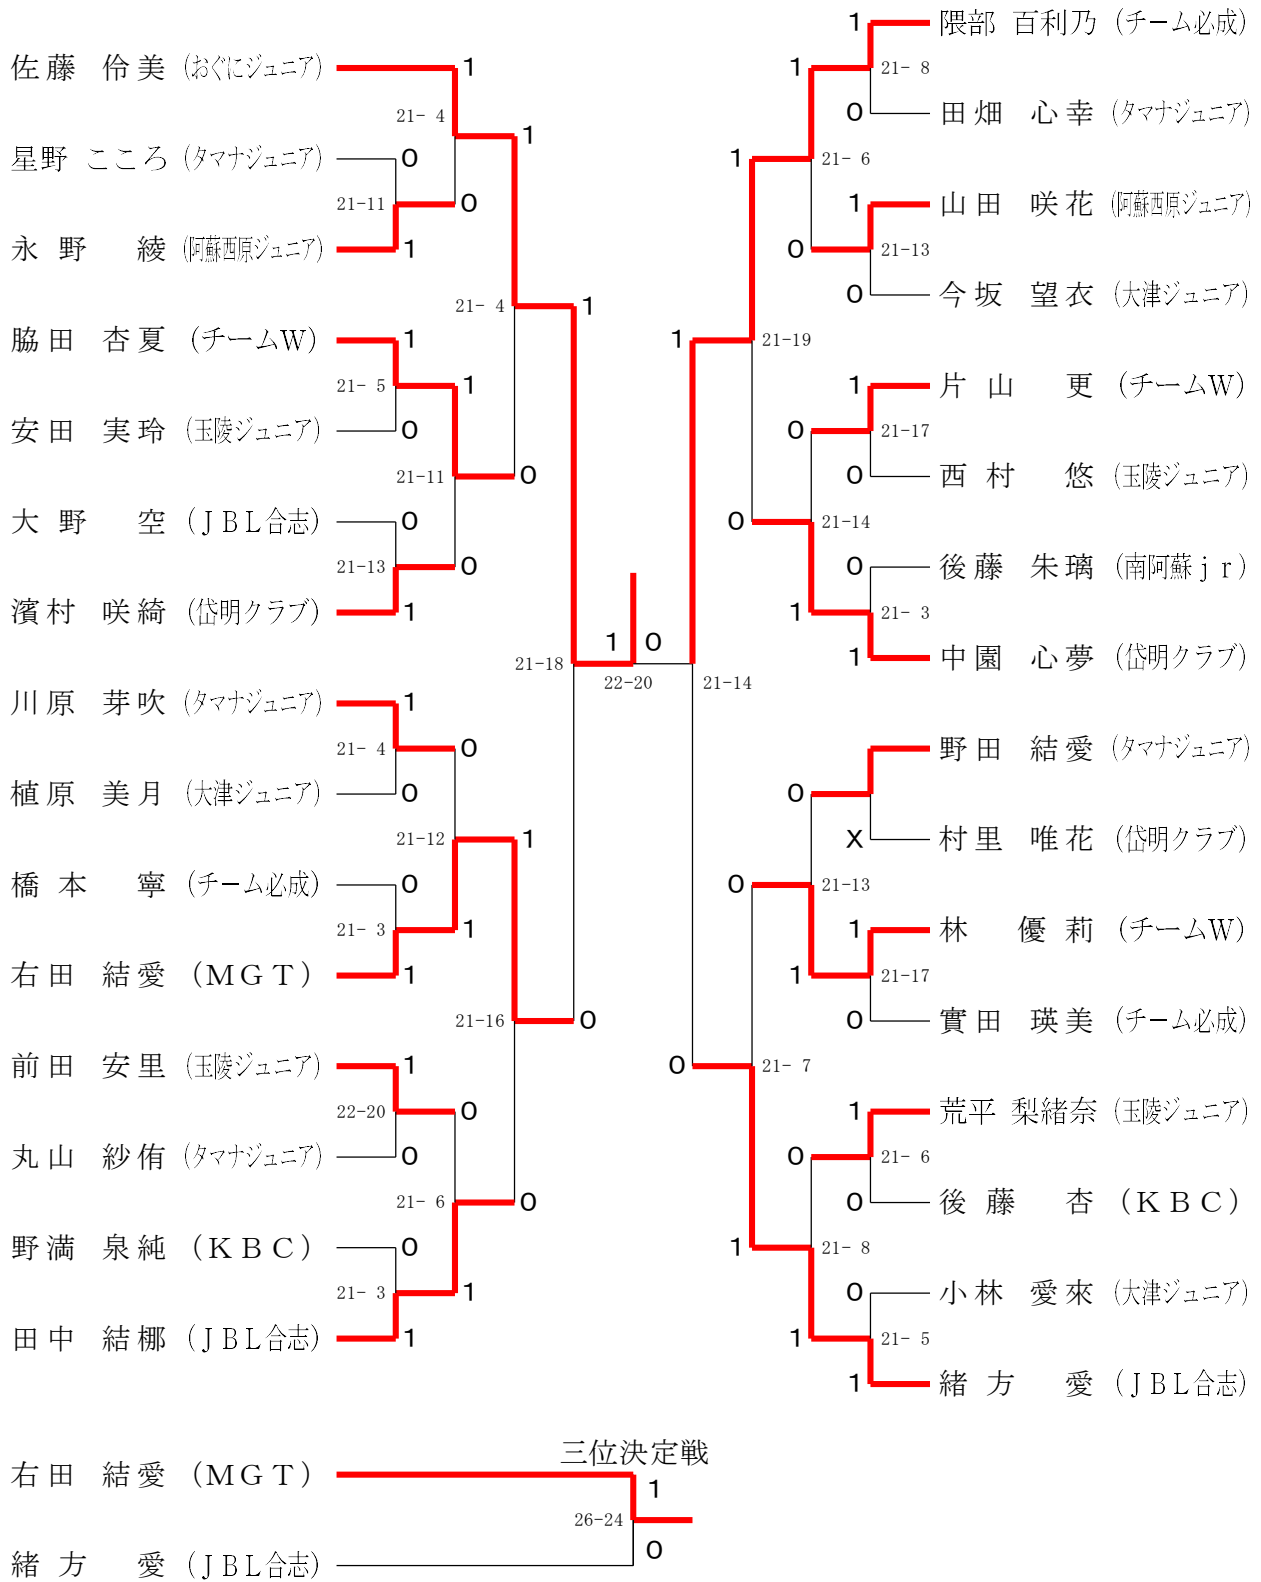 佐藤 伶美 (おぐにジュニア)
1
21- 4
1
星野 こころ (タマナジュニア)
0
21-11
0
永野 綾 (阿蘇西原ジュニア)
1
21- 4
1
脇田 杏夏 (チームW)
1
21- 5
1
安田 実玲 (玉陵ジュニア)
0
21-11
0
大野 空 (ＪＢＬ合志)
0
21-13
0
濱村 咲綺 (岱明クラブ)
1
21-18
川原 芽吹 (タマナジュニア)
1
21- 4
0
植原 美月 (大津ジュニア)
0
21-12
1
橋本 寧 (チーム必成)
0
21- 3
1
右田 結愛 (ＭＧＴ)
1
21-16
0
前田 安里 (玉陵ジュニア)
1
22-20
0
丸山 紗侑 (タマナジュニア)
0
21- 6
0
野満 泉純 (ＫＢＣ)
0
21- 3
1
田中 結梛 (ＪＢＬ合志)
1
1 0
22-20
1 隈部 百利乃 (チーム必成)
1
21- 8
0 田畑 心幸 (タマナジュニア)
1
21- 6
1 山田 咲花 (阿蘇西原ジュニア)
0
21-13
0 今坂 望衣 (大津ジュニア)
1
21-19
1 片山 更 (チームW)
0
21-17
0 西村 悠 (玉陵ジュニア)
0
21-14
0 後藤 朱璃 (南阿蘇ｊｒ)
1
21- 3
1 中園 心夢 (岱明クラブ)
21-14
野田 結愛 (タマナジュニア)
0
X 村里 唯花 (岱明クラブ)
0
21-13
1 林 優莉 (チームW)
1
21-17
0 實田 瑛美 (チーム必成)
0
21- 7
1 荒平 梨緒奈 (玉陵ジュニア)
0
21- 6
0 後藤 杏 (ＫＢＣ)
1
21- 8
0 小林 愛來 (大津ジュニア)
1
21- 5
1 緒方 愛 (ＪＢＬ合志)
三位決定戦
右田 結愛 (ＭＧＴ)
1
26-24
0
緒方 愛 (ＪＢＬ合志)